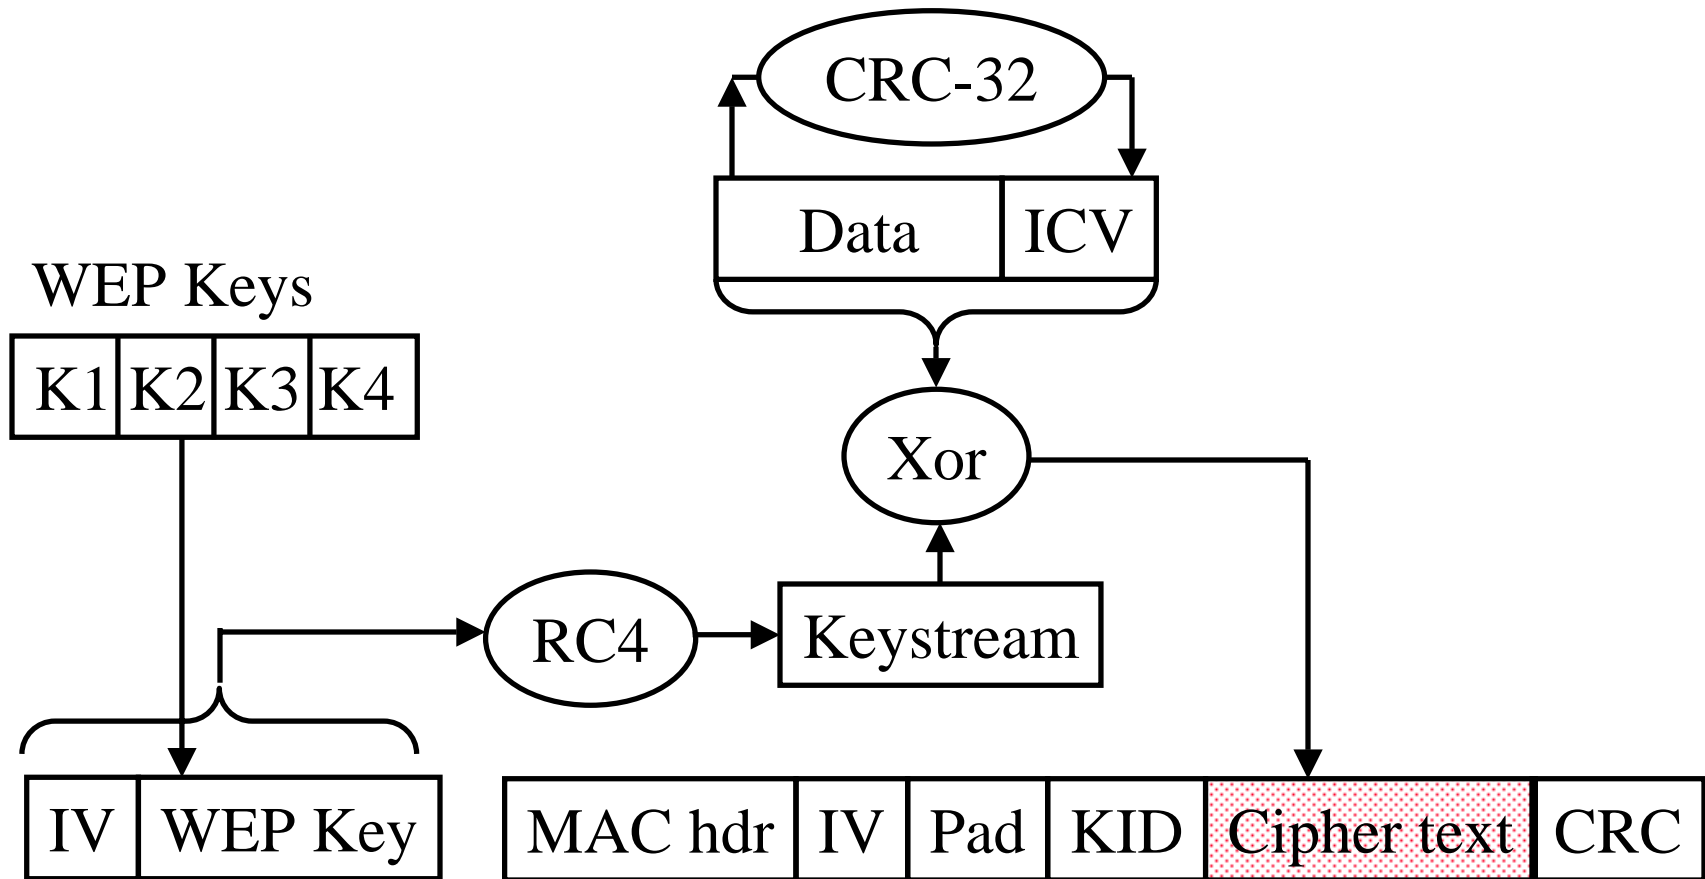 CRC-32
Data ICV
WEP Keys
K1 K2 K3 K4
Xor
RC4
Keystream
IV WEP Key
MAC hdr IV Pad KID Cipher text CRC